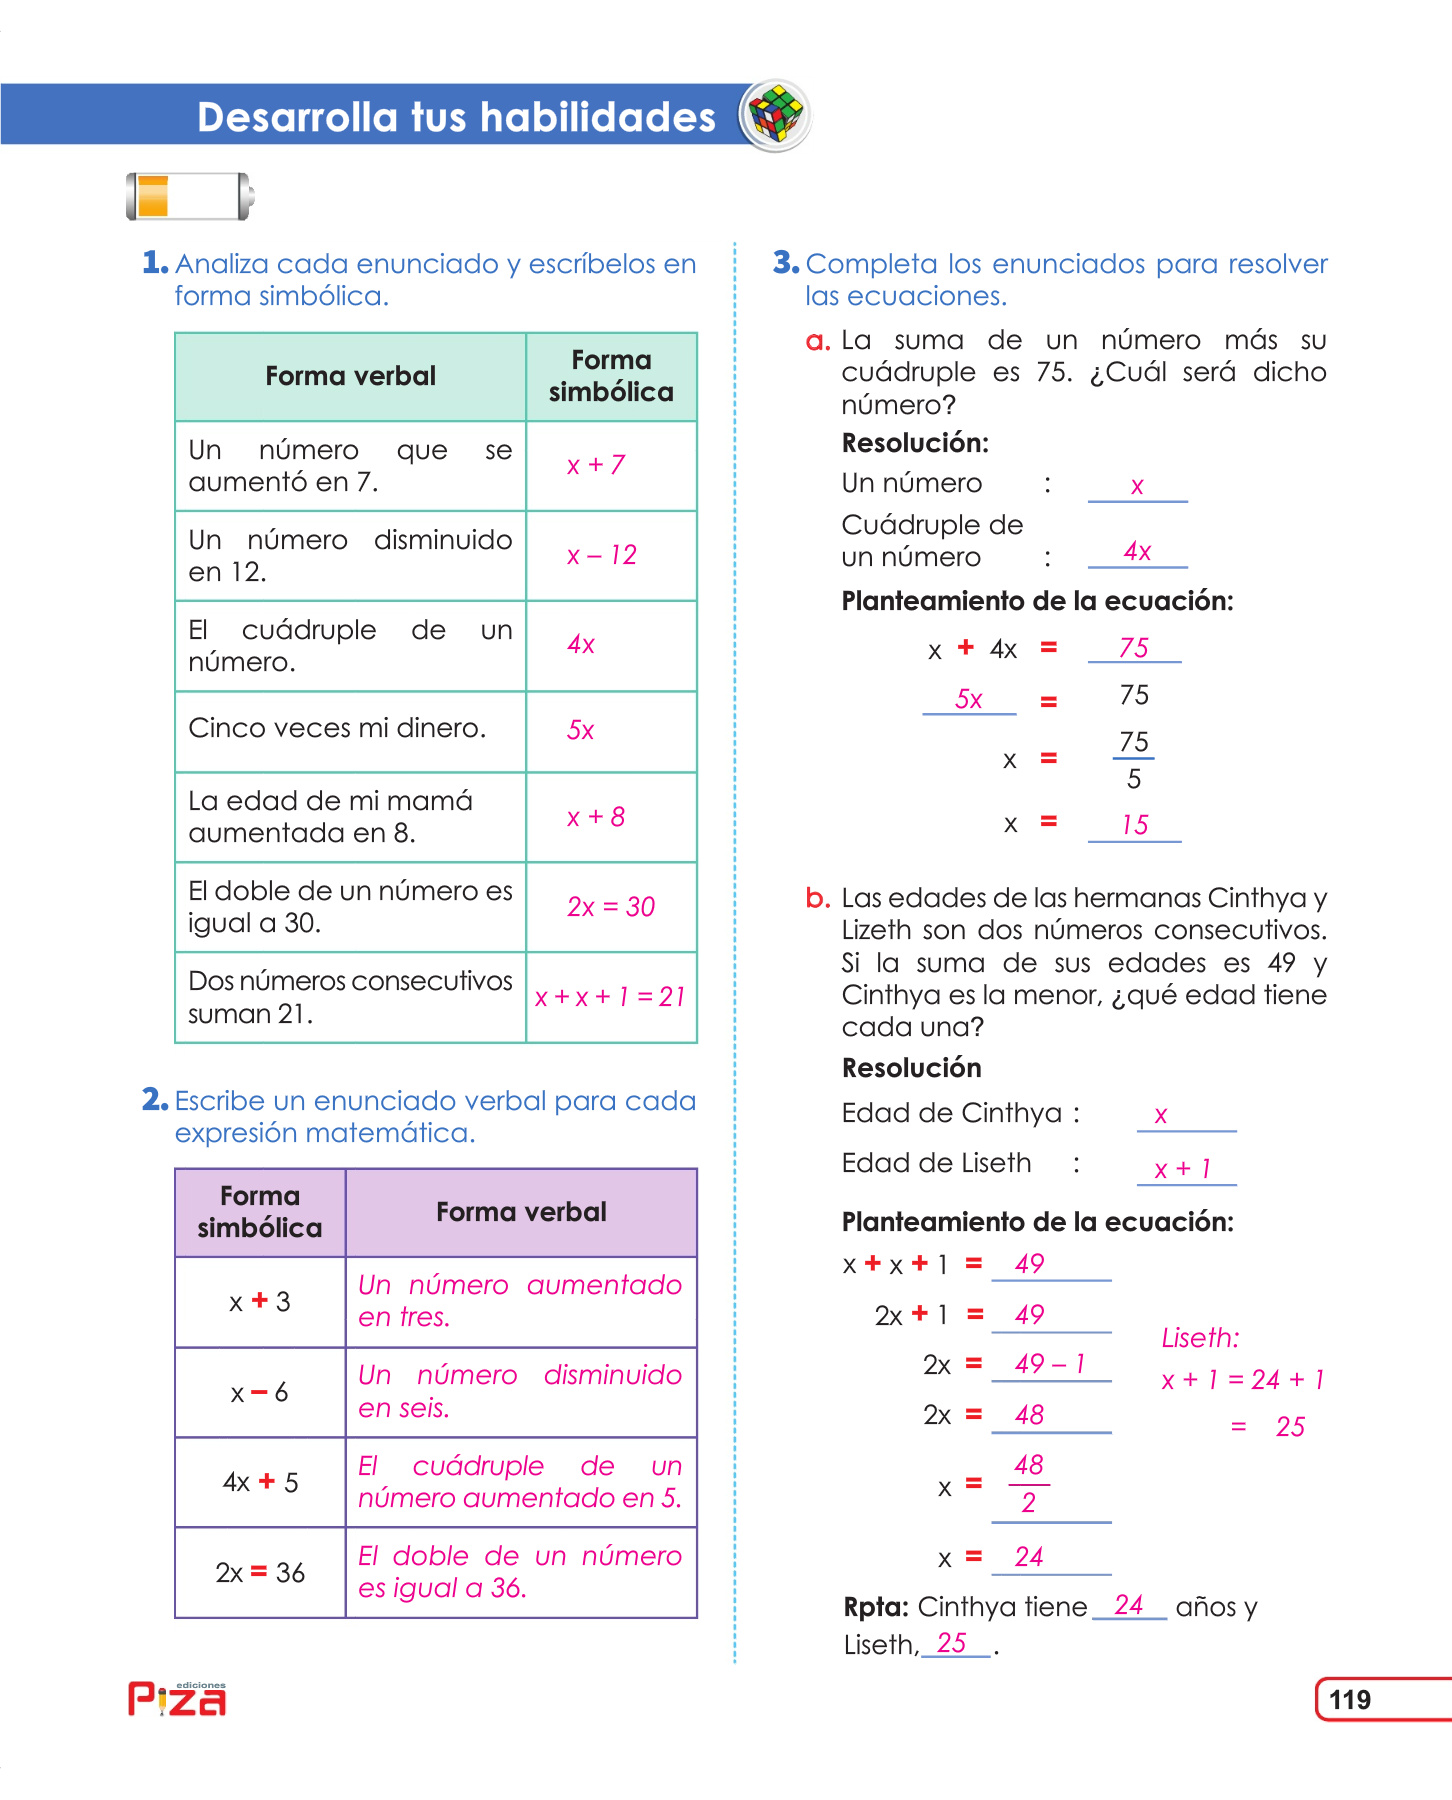 Desarrolla tus habilidades
1. Analiza cada enunciado y escríbelos en
forma simbólica.
Forma verbal
Forma
simbólica
Un número que se
aumentó en 7.
x + 7
Un número disminuido
en 12.
x – 12
El cuádruple de un
número.
4x
Cinco veces mi dinero.
5x
La edad de mi mamá
aumentada en 8.
x + 8
El doble de un número es
igual a 30.
2x = 30
Dos números consecutivos
suman 21.
x + x + 1 = 21
2. Escribe un enunciado verbal para cada
expresión matemática.
Forma
simbólica
Forma verbal
x + 3
Un número aumentado
en tres.
x – 6
Un número disminuido
en seis.
4x + 5
El cuádruple de un
número aumentado en 5.
2x = 36
El doble de un número
es igual a 36.
3. Completa los enunciados para resolver
las ecuaciones.
a. La suma de un número más su
cuádruple es 75. ¿Cuál será dicho
número?
Resolución:
Un número : x
Cuádruple de
un número : 4x
Planteamiento de la ecuación:
x + 4x = 75
5x = 75
x = 75
5
x = 15
b. Las edades de las hermanas Cinthya y
Lizeth son dos números consecutivos.
Si la suma de sus edades es 49 y
Cinthya es la menor, ¿qué edad tiene
cada una?
Resolución
Edad de Cinthya : x
Edad de Liseth : x + 1
Planteamiento de la ecuación:
x + x + 1 = 49
2x + 1 = 49
2x = 49 – 1
2x = 48
x = 48
2
x = 24
Liseth:
x + 1 = 24 + 1
= 25
Rpta: Cinthya tiene 24 años y
Liseth, 25 .
ediciones
Piza
119